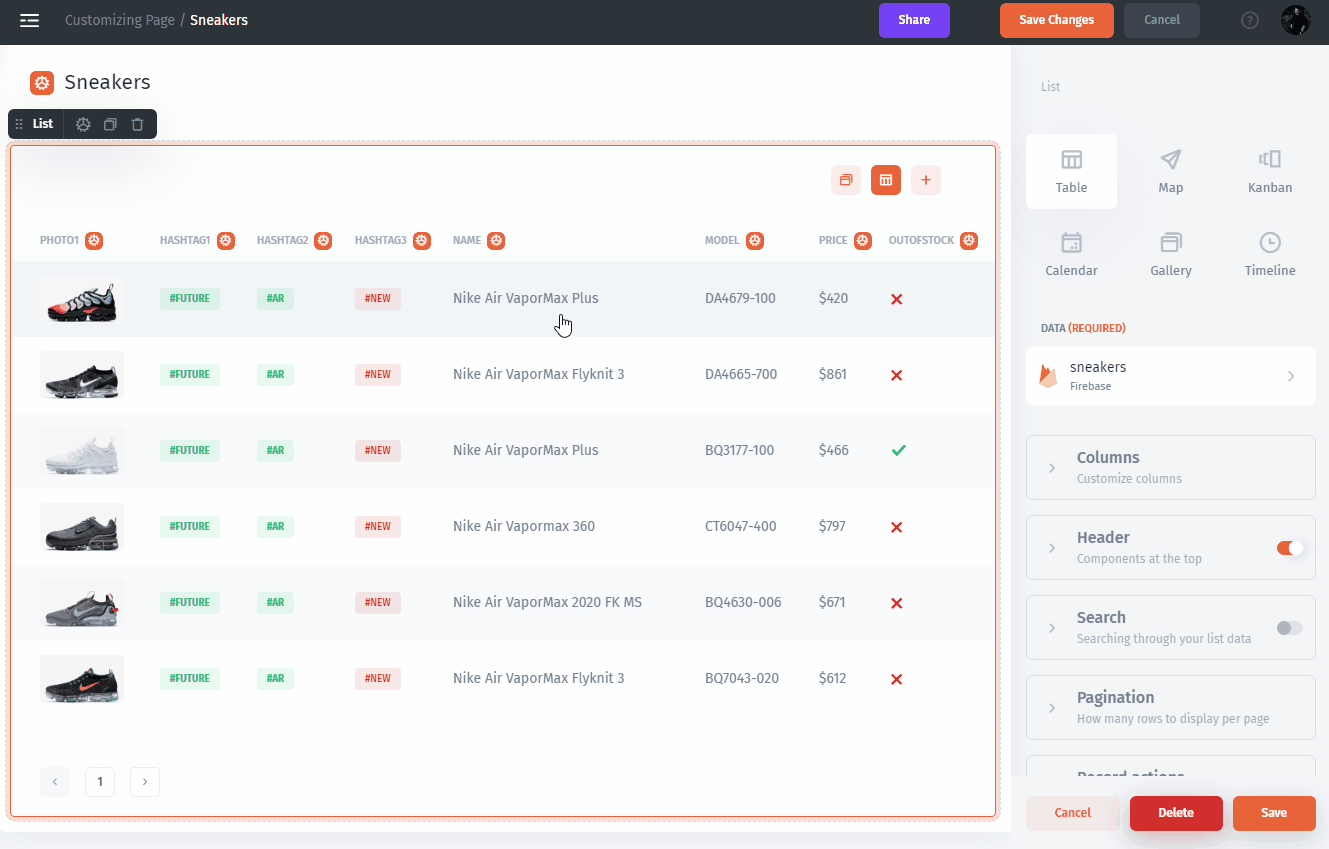 Customizing Page / Sneakers
Share
Save Changes
Cancel
?
Sneakers
List
PHOTO1 HASHTAG1 HASHTAG2 HASHTAG3 NAME MODEL PRICE OUTOFSTOCK
#FUTURE #AR #NEW Nike Air VaporMax Plus DA4679-100 $420
#FUTURE #AR #NEW Nike Air VaporMax Flyknit 3 DA4665-700 $861
#FUTURE #AR #NEW Nike Air VaporMax Plus BQ3177-100 $466
#FUTURE #AR #NEW Nike Air Vapormax 360 CT6047-400 $797
#FUTURE #AR #NEW Nike Air VaporMax 2020 FK MS BQ4630-006 $671
#FUTURE #AR #NEW Nike Air VaporMax Flyknit 3 BQ7043-020 $612
1
List
Table Map Kanban
Calendar Gallery Timeline
DATA (REQUIRED)
sneakers
Firebase
Columns
Customize columns
Header
Components at the top
Search
Searching through your list data
Pagination
How many rows to display per page
Record actions
Cancel Delete Save